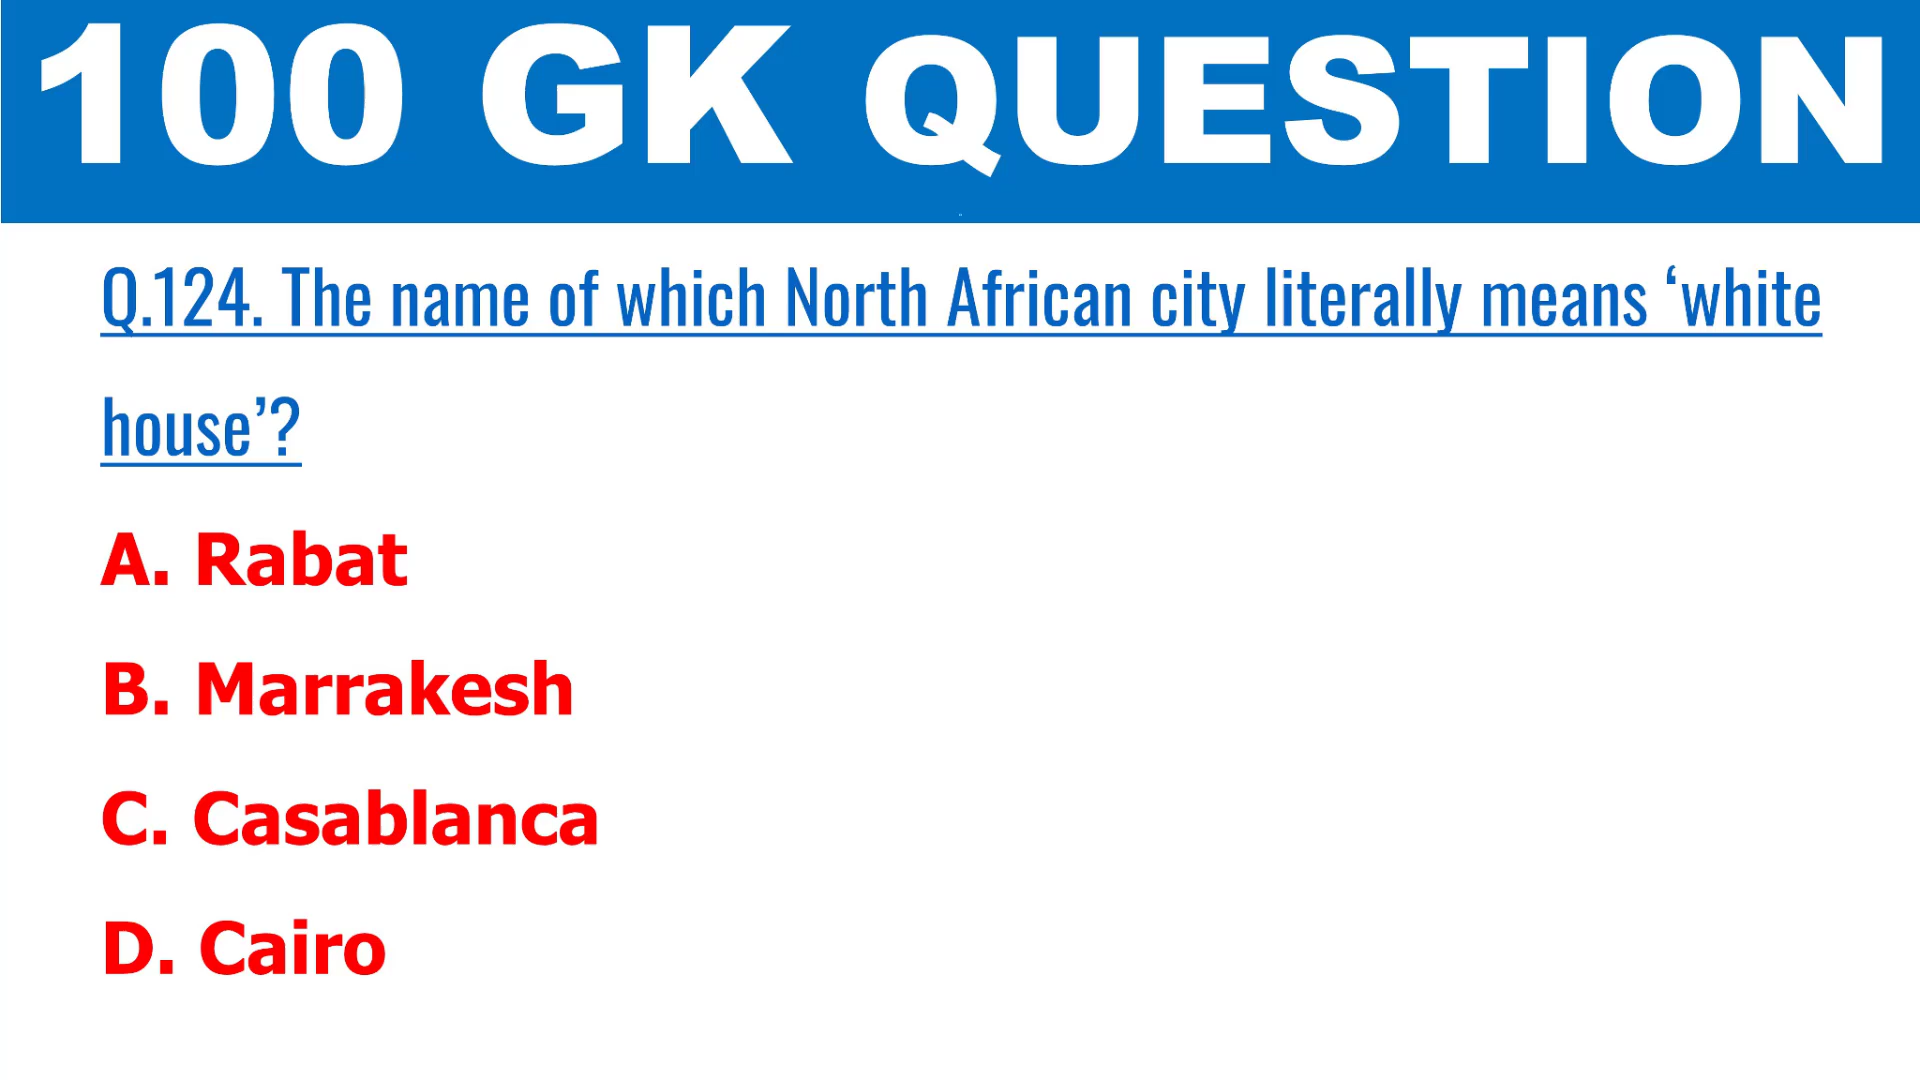 100 GK QUESTION
Q.124. The name of which North African city literally means ‘white
house’?
A. Rabat
B. Marrakesh
C. Casablanca
D. Cairo